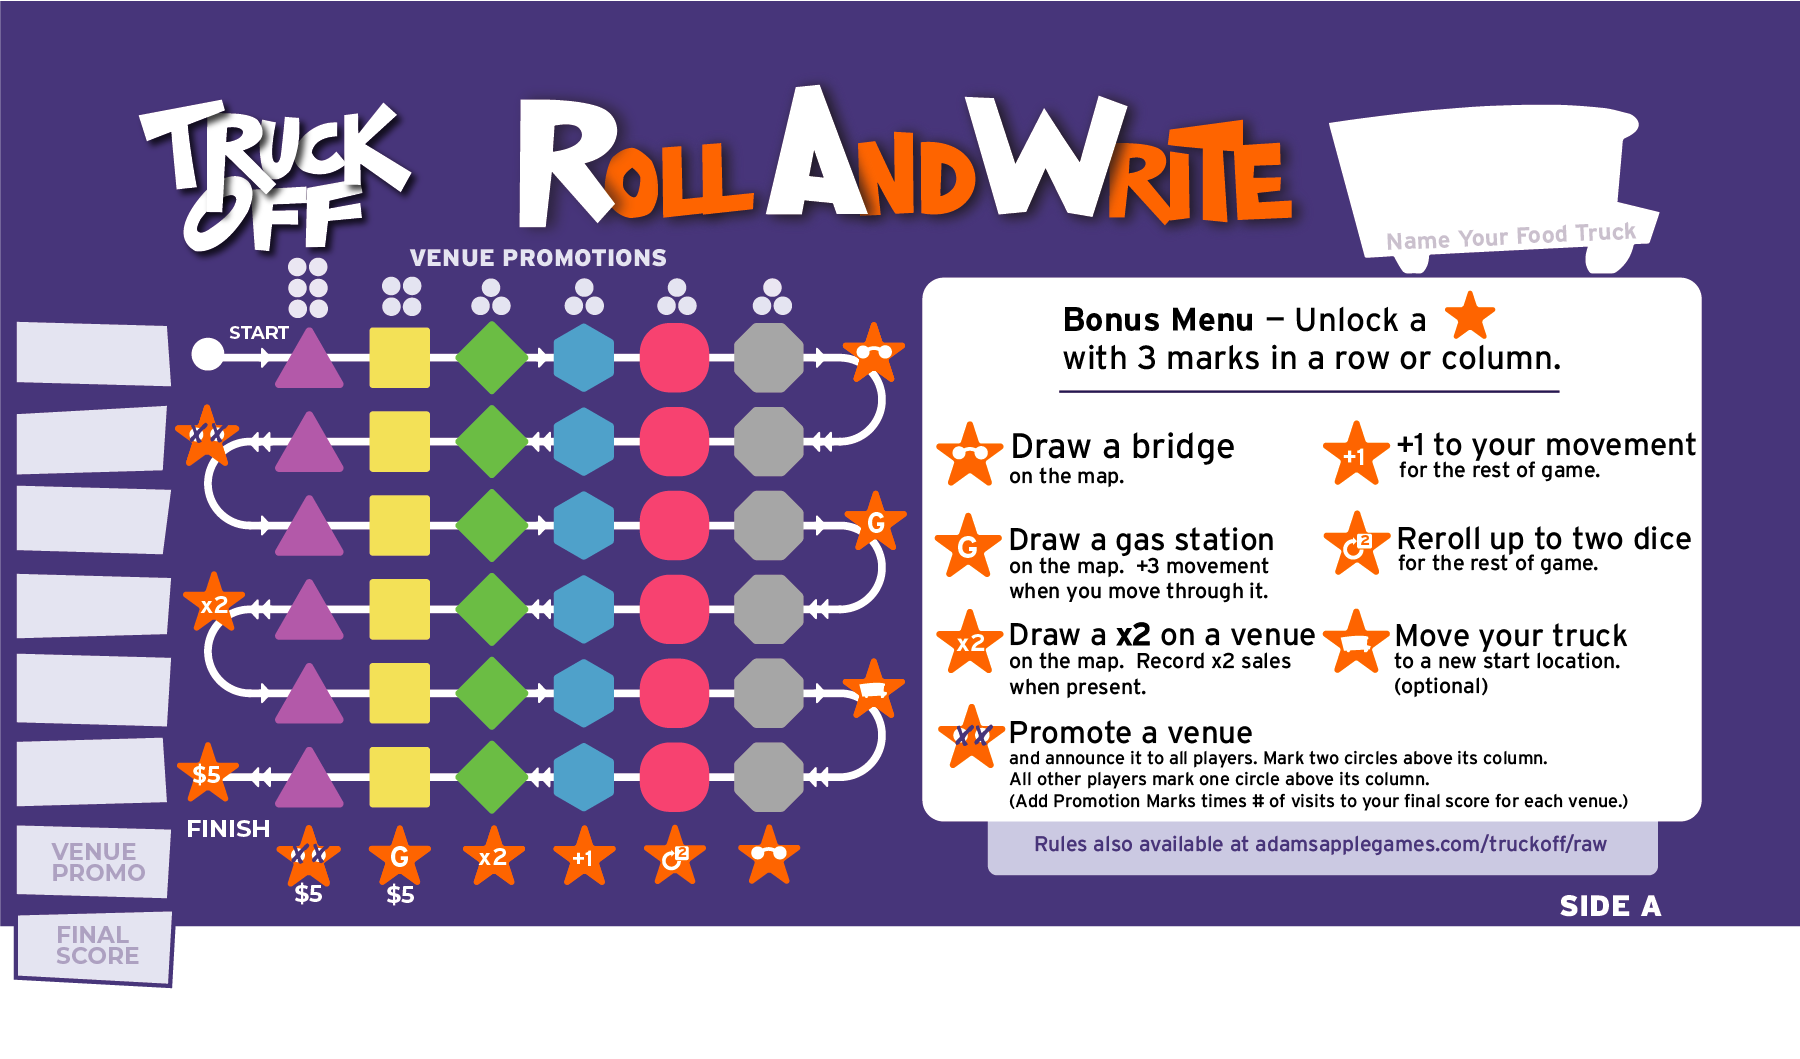 TRUCK
OFF
ROLL AND WRITE
Name Your Food Truck
VENUE PROMOTIONS
START
G
x2
$5
FINISH
VENUE
PROMO
G
x2
+1
2
$5
$5
FINAL
SCORE
Bonus Menu – Unlock a
with 3 marks in a row or column.
Draw a bridge
on the map.
G
Draw a gas station
on the map. +3 movement
when you move through it.
x2
Draw a x2 on a venue
on the map. Record x2 sales
when present.
+1
+1 to your movement
for the rest of game.
2
Reroll up to two dice
for the rest of game.
Move your truck
to a new start location.
(optional)
Promote a venue
and announce it to all players. Mark two circles above its column.
All other players mark one circle above its column.
(Add Promotion Marks times # of visits to your final score for each venue.)
Rules also available at adamsapplegames.com/truckoff/raw
SIDE A